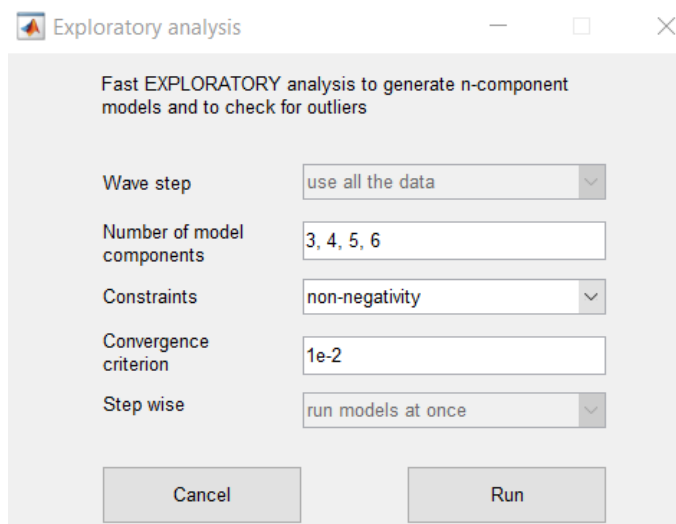 Exploratory analysis
Fast EXPLORATORY analysis to generate n-component
models and to check for outliers
Wave step
use all the data
Number of model
components
3, 4, 5, 6
Constraints
non-negativity
Convergence
criterion
1e-2
Step wise
run models at once
Cancel
Run